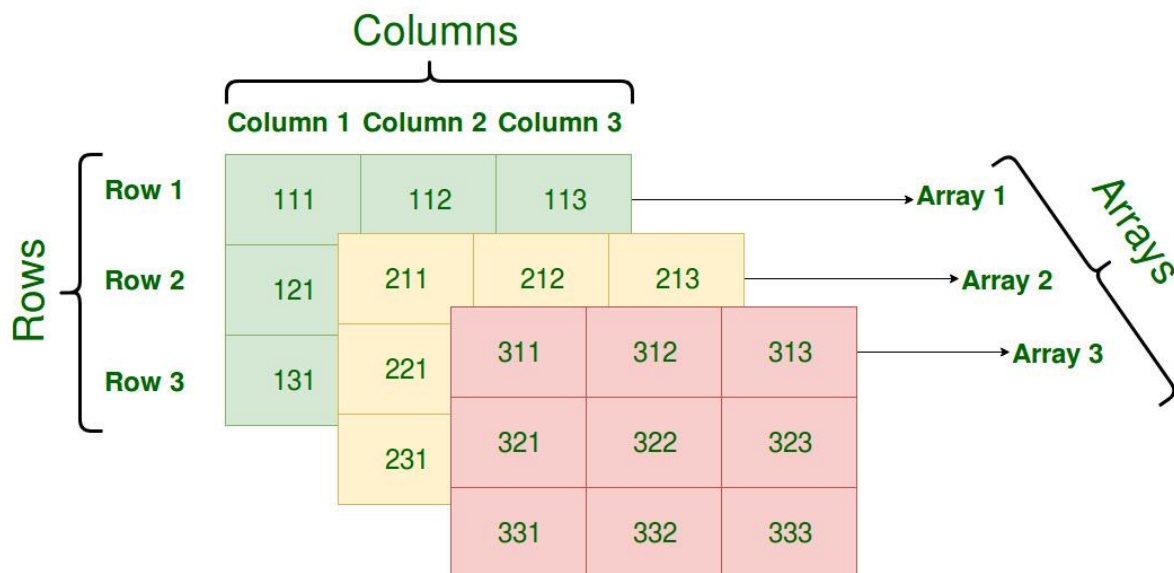 Columns
Column 1 Column 2 Column 3
Rows
Row 1
Row 2
Row 3
111 112 113
121
131
211 212 213
221
231
311 312 313
321 322 323
331 332 333
Array 1
Array 2
Array 3
Arrays